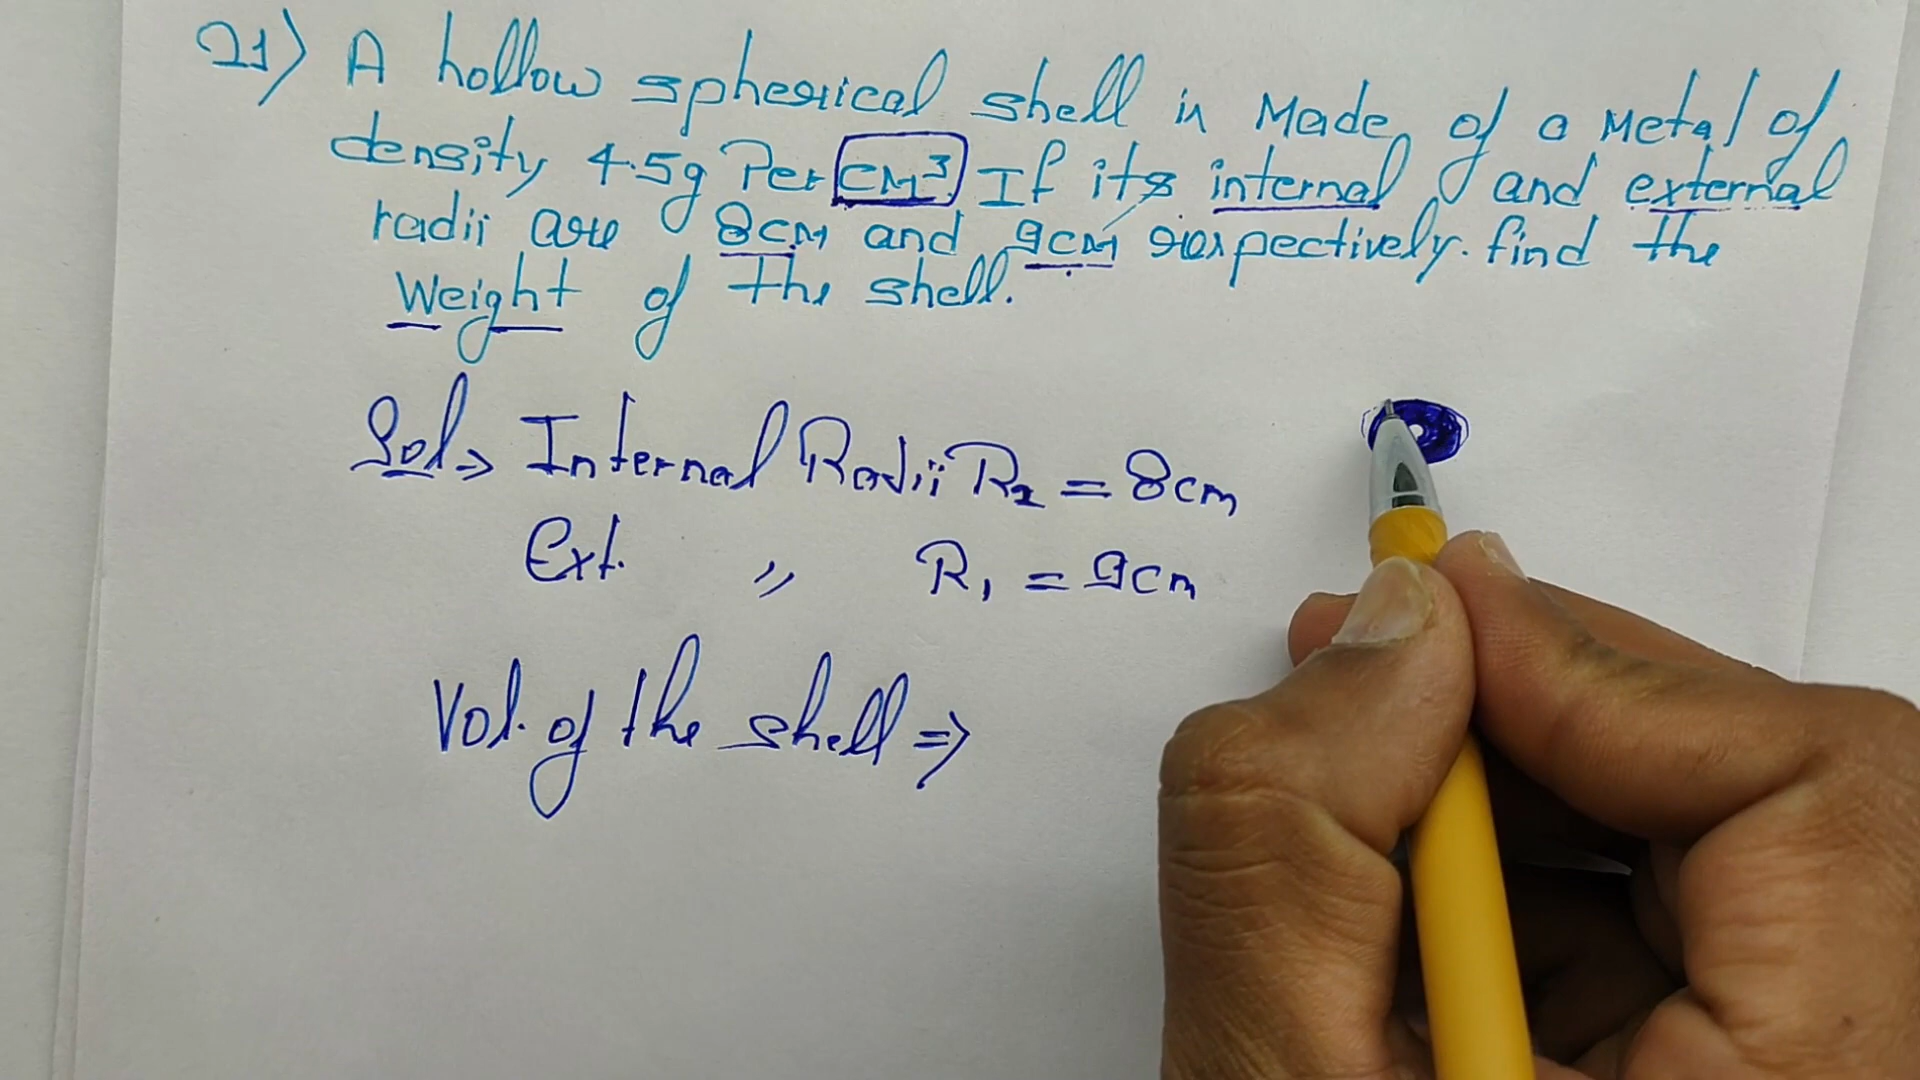 21) A hollow spherical shell is Made of a Metal of
density 4.5g Per CM³ If its internal and external
radii are 8CM and 9CM respectively. find the
Weight of the shell.
Sol⇒ Internal Radii R₂ = 8cm
Ext. " R₁ = 9cm
Vol. of the shell ⇒